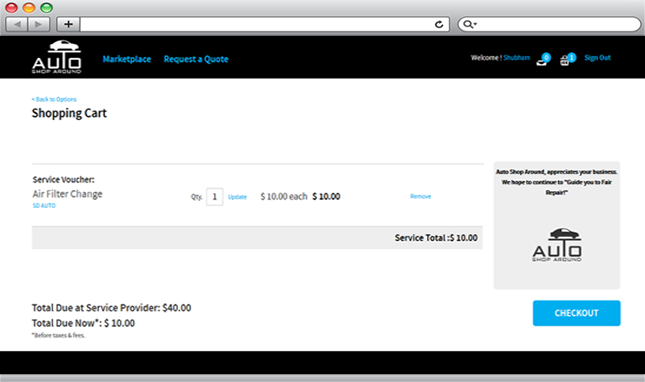 AUTO
SHOP AROUND
Marketplace Request a Quote
Welcome ! Shubham 0 1 Sign Out
< Back to Options
Shopping Cart
Service Voucher:
Air Filter Change
SD AUTO
Qty. 1 Update $ 10.00 each $ 10.00 Remove
Service Total :$ 10.00
Auto Shop Around, appreciates your business.
We hope to continue to "Guide you to Fair
Repair!"
AUTO
SHOP AROUND
Total Due at Service Provider: $40.00
Total Due Now*: $ 10.00
*Before taxes & fees.
CHECKOUT